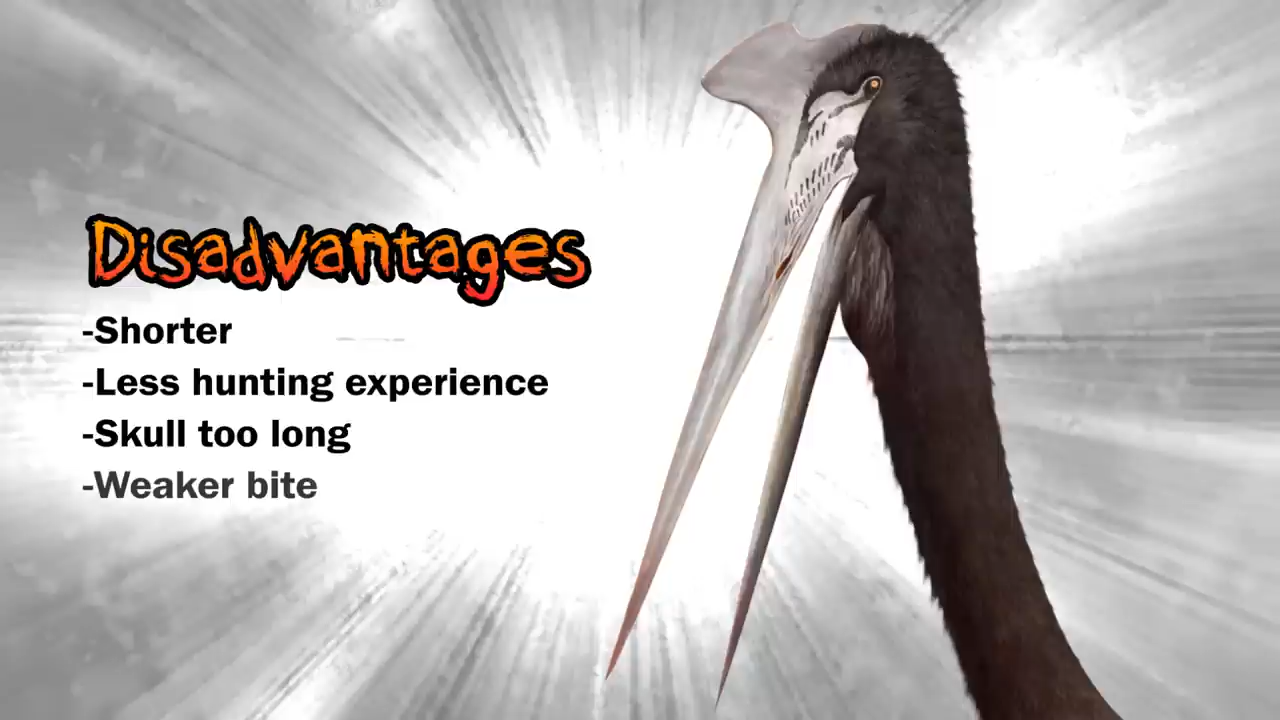 Disadvantages
-Shorter
-Less hunting experience
-Skull too long
-Weaker bite